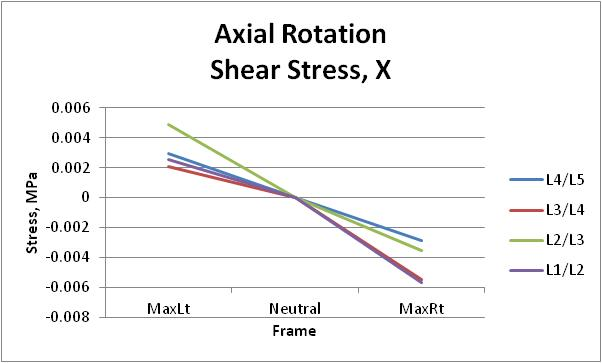 Axial Rotation
Shear Stress, X
0.006
0.004
0.002
0
-0.002
-0.004
-0.006
-0.008
Stress, MPa
MaxLt
Neutral
MaxRt
Frame
L4/L5
L3/L4
L2/L3
L1/L2